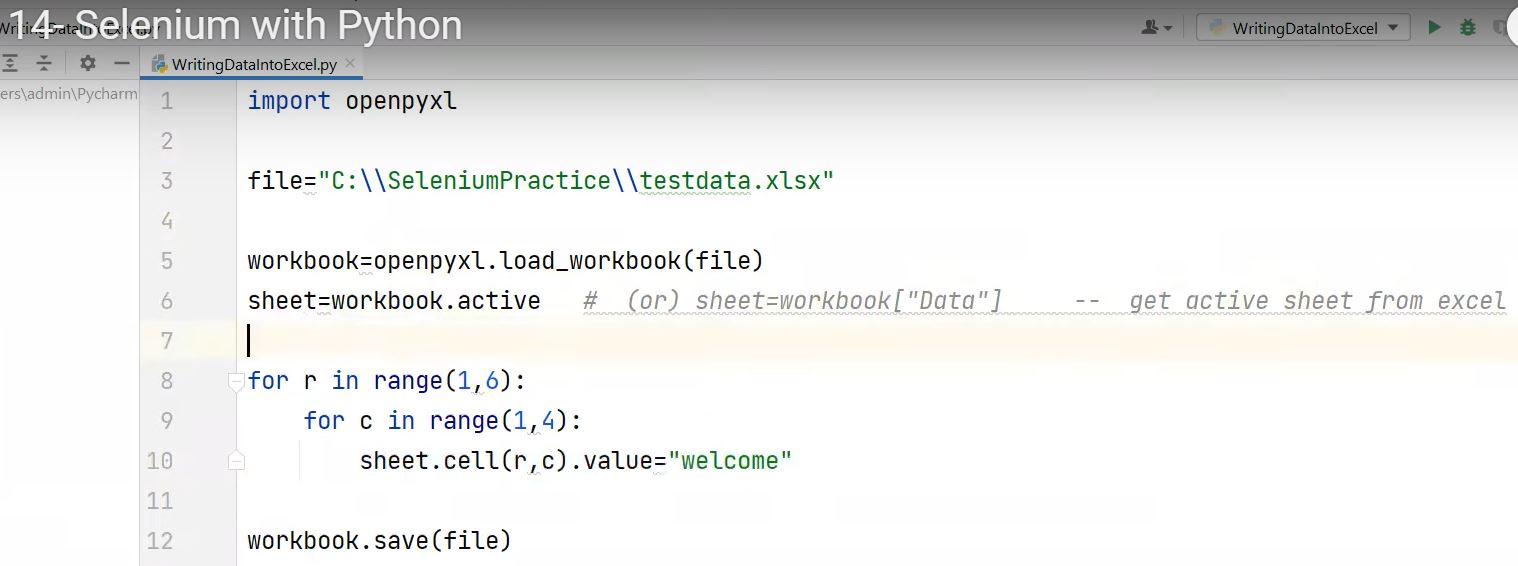 14- Selenium with Python
WritingDataIntoExcel.py
WritingDataIntoExcel
WritingDataIntoExcel.py
ers\admin\Pycharm
1 import openpyxl
2
3 file="C:\\SeleniumPractice\\testdata.xlsx"
4
5 workbook=openpyxl.load_workbook(file)
6 sheet=workbook.active   #  (or) sheet=workbook["Data"]     --  get active sheet from excel
7
8 for r in range(1,6):
9     for c in range(1,4):
10         sheet.cell(r,c).value="welcome"
11
12 workbook.save(file)